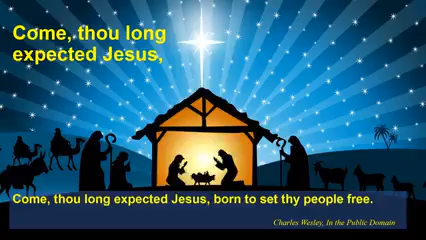 Come, thou long
expected Jesus,
Come, thou long expected Jesus, born to set thy people free.
Charles Wesley, In the Public Domain